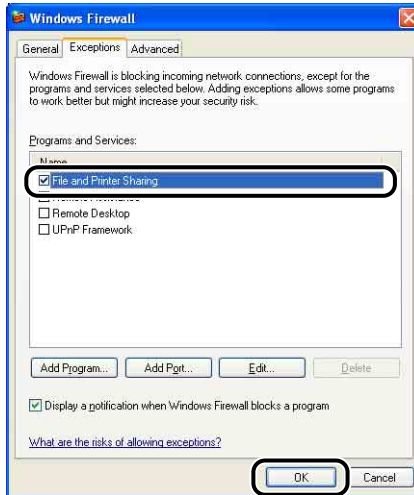 Windows Firewall
General Exceptions Advanced
Windows Firewall is blocking incoming network connections, except for the
programs and services selected below. Adding exceptions allows some programs
to work better but might increase your security risk.
Programs and Services:
Name
File and Printer Sharing
Remote Assistance
Remote Desktop
UPnP Framework
Add Program... Add Port... Edit... Delete
Display a notification when Windows Firewall blocks a program
What are the risks of allowing exceptions?
OK Cancel